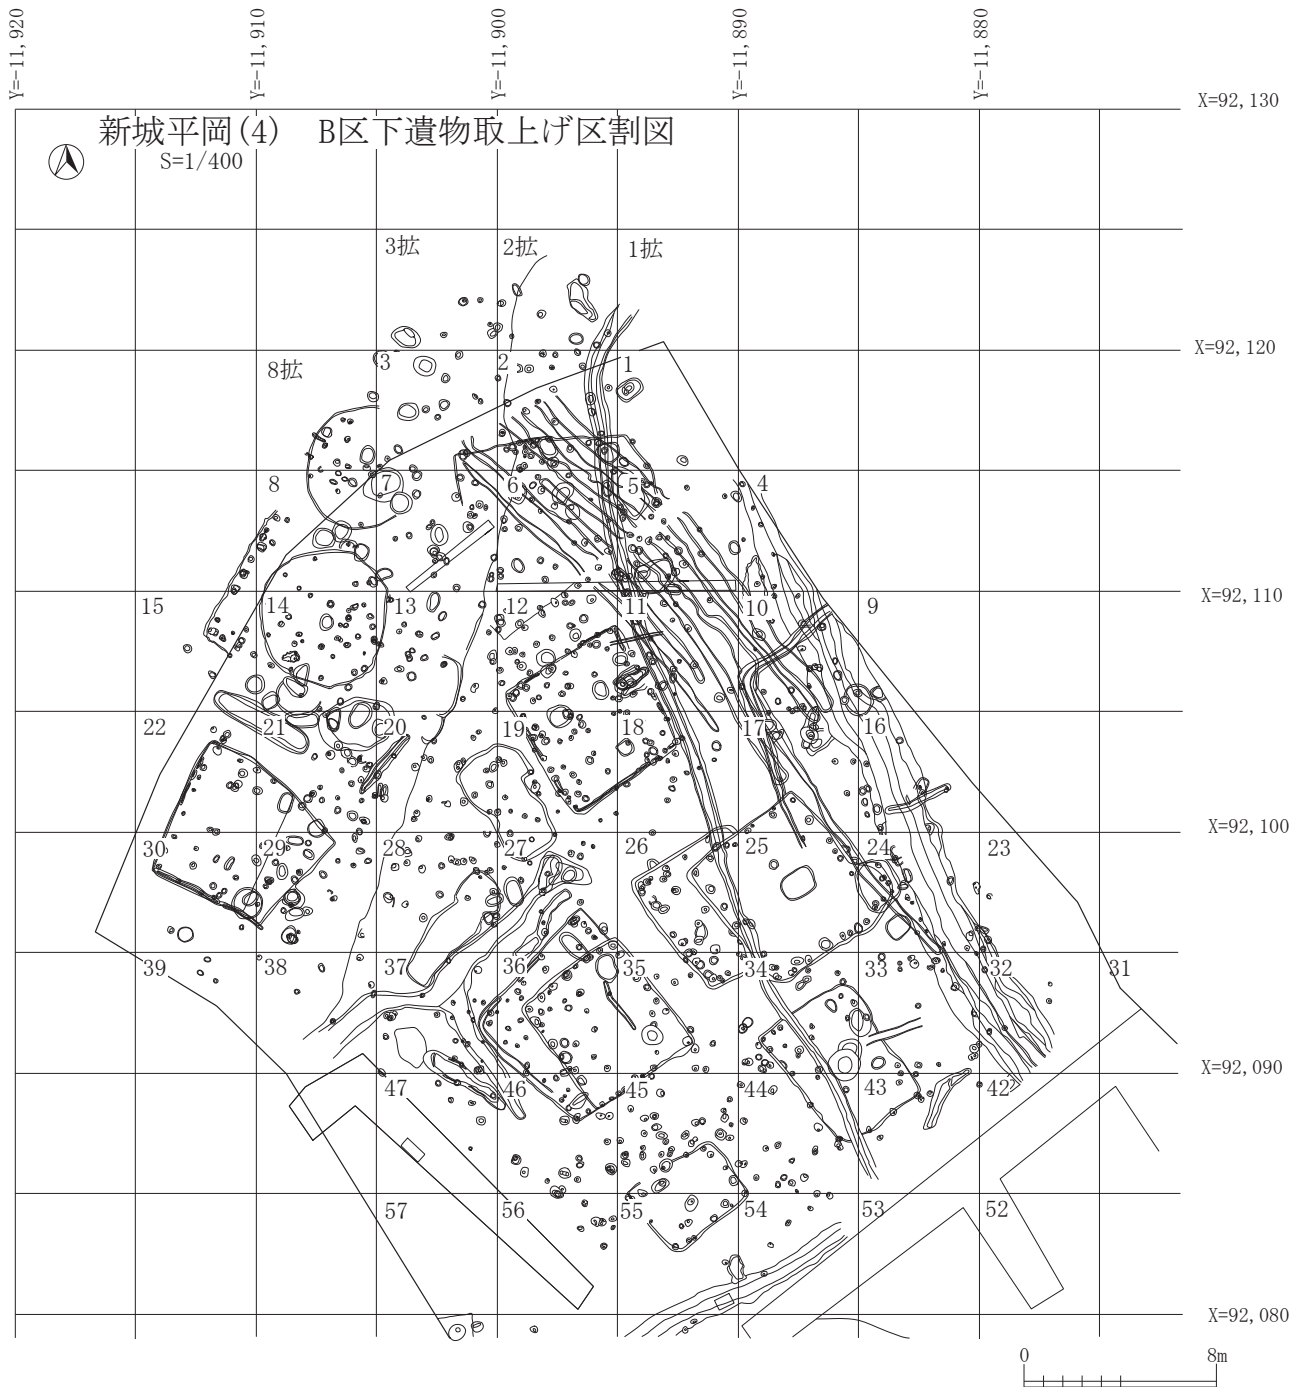 Y=-11,920
Y=-11,910
Y=-11,900
Y=-11,890
Y=-11,880
X=92,130
新城平岡(4)　B区下遺物取上げ区割図
S=1/400
3拡 2拡 1拡
X=92,120
8拡 3 2 1
8 7 6 5 4
X=92,110
15 14 13 12 11 10 9
22 21 20 19 18 17 16
X=92,100
30 29 28 27 26 25 24 23
39 38 37 36 35 34 33 32 31
X=92,090
47 46 45 44 43 42
57 56 55 54 53 52
X=92,080
0 8m